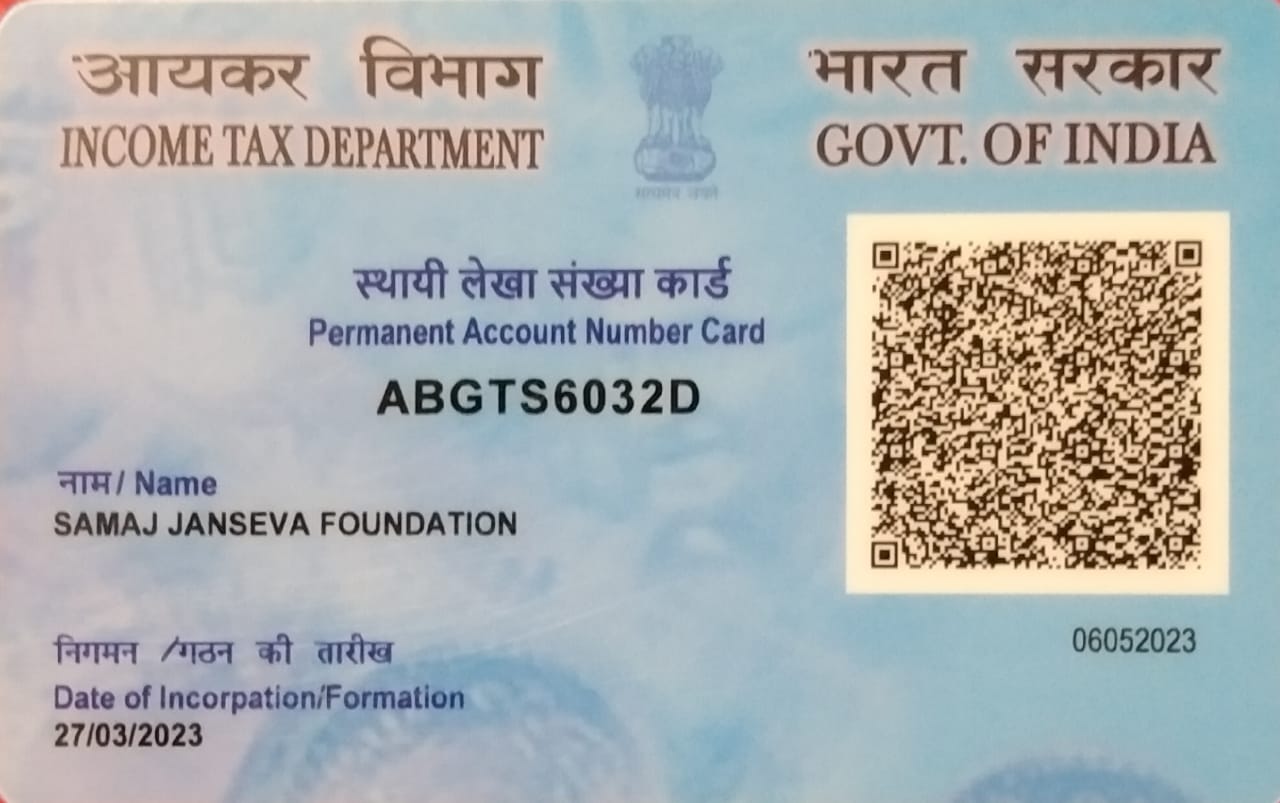 आयकर विभाग
INCOME TAX DEPARTMENT
भारत सरकार
GOVT. OF INDIA
स्थायी लेखा संख्या कार्ड
Permanent Account Number Card
ABGTS6032D
नाम / Name
SAMAJ JANSEVA FOUNDATION
निगमन /गठन की तारीख
Date of Incorpation/Formation
27/03/2023
06052023